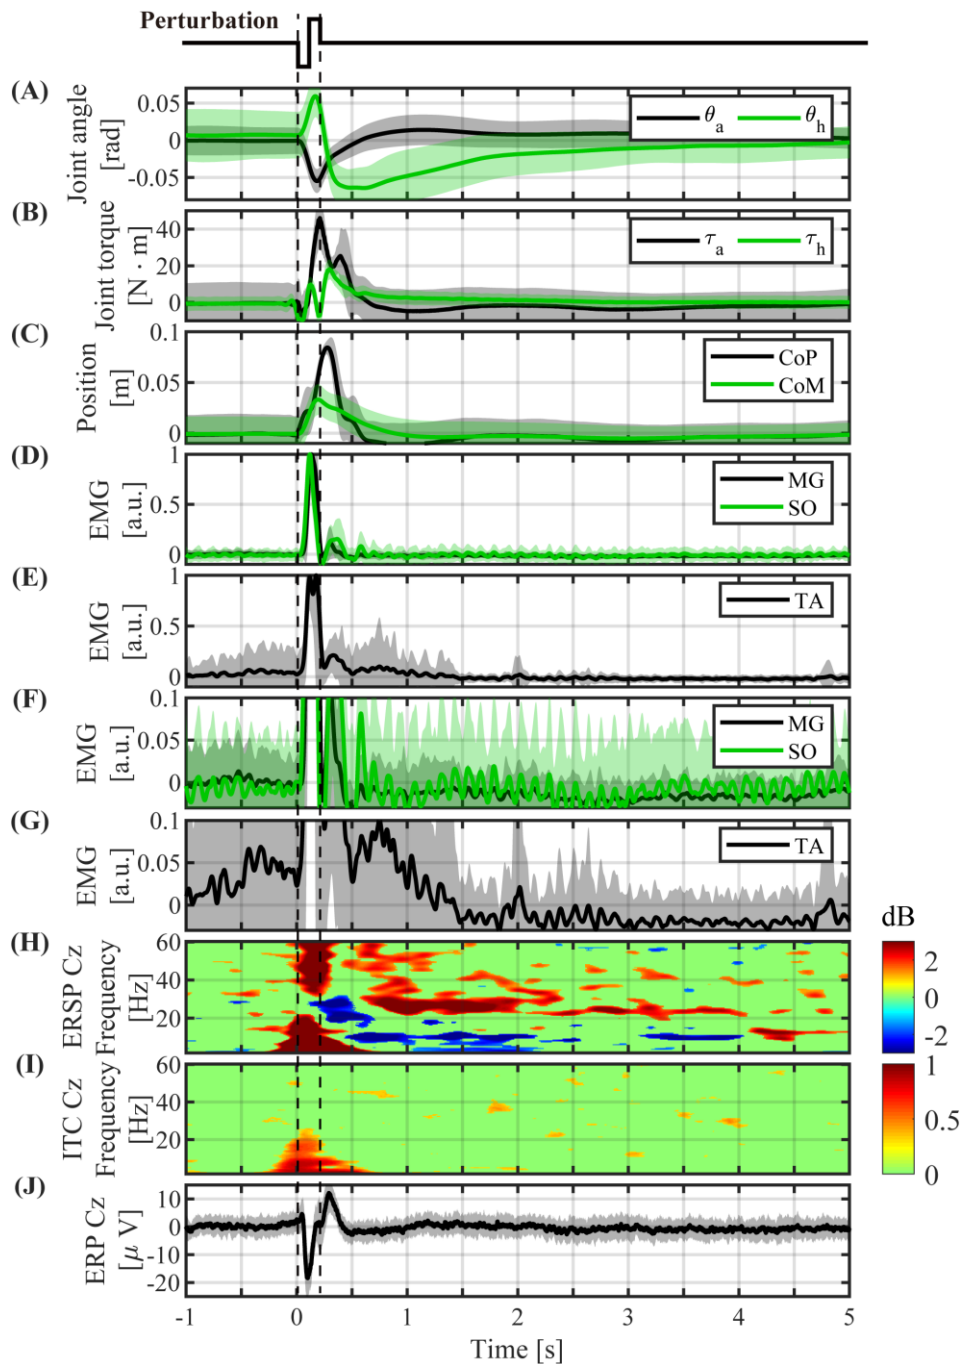 Perturbation
(A)
Joint angle
[rad]
0.05
0
-0.05
θa
θh
(B)
Joint torque
[N · m]
40
20
0
τa
τh
(C)
Position
[m]
0.1
0.05
0
CoP
CoM
(D)
EMG
[a.u.]
1
0.5
0
MG
SO
(E)
EMG
[a.u.]
1
0.5
0
TA
(F)
EMG
[a.u.]
0.1
0.05
0
MG
SO
(G)
EMG
[a.u.]
0.1
0.05
0
TA
(H)
ERSP Cz
Frequency
[Hz]
60
40
20
dB
2
0
-2
(I)
ITC Cz
Frequency
[Hz]
60
40
20
1
0.5
0
(J)
ERP Cz
[μ V]
10
0
-10
-20
-1 0 1 2 3 4 5
Time [s]